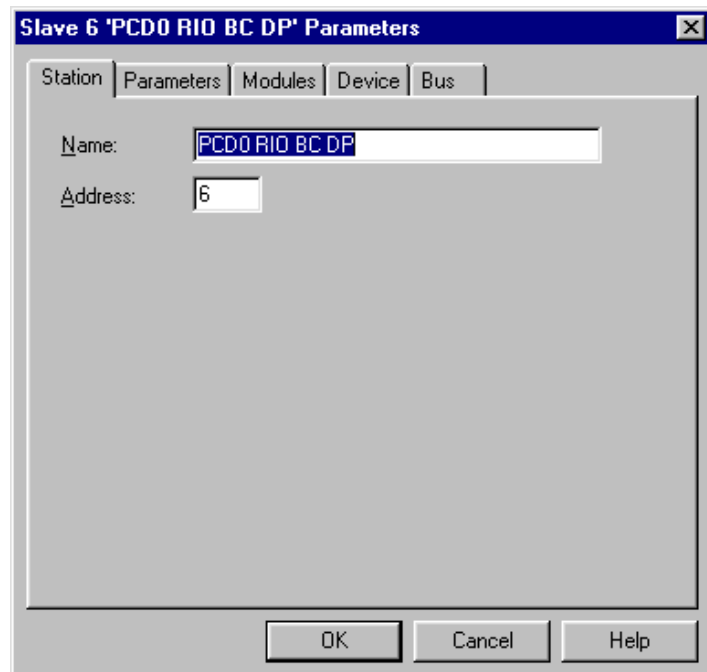 Slave 6 'PCD0 RIO BC DP' Parameters
Station Parameters Modules Device Bus
Name: PCD0 RIO BC DP
Address: 6
OK Cancel Help